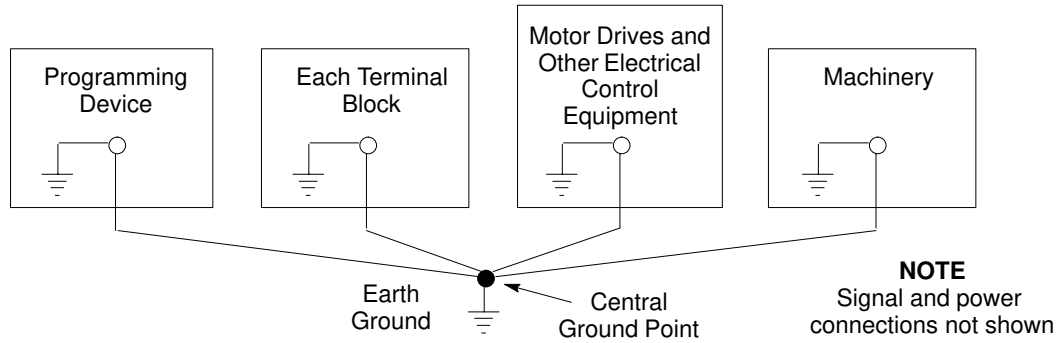 Programming
Device
Each Terminal
Block
Motor Drives and
Other Electrical
Control
Equipment
Machinery
Earth
Ground
Central
Ground Point
NOTE
Signal and power
connections not shown